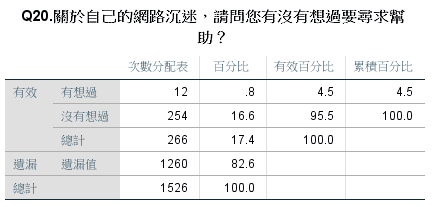 Q20.關於自己的網路沉迷，請問您有沒有想過要尋求幫
助？
次數分配表 百分比 有效百分比 累積百分比
有效 有想過 12 .8 4.5 4.5
沒有想過 254 16.6 95.5 100.0
總計 266 17.4 100.0
遺漏 遺漏值 1260 82.6
總計 1526 100.0